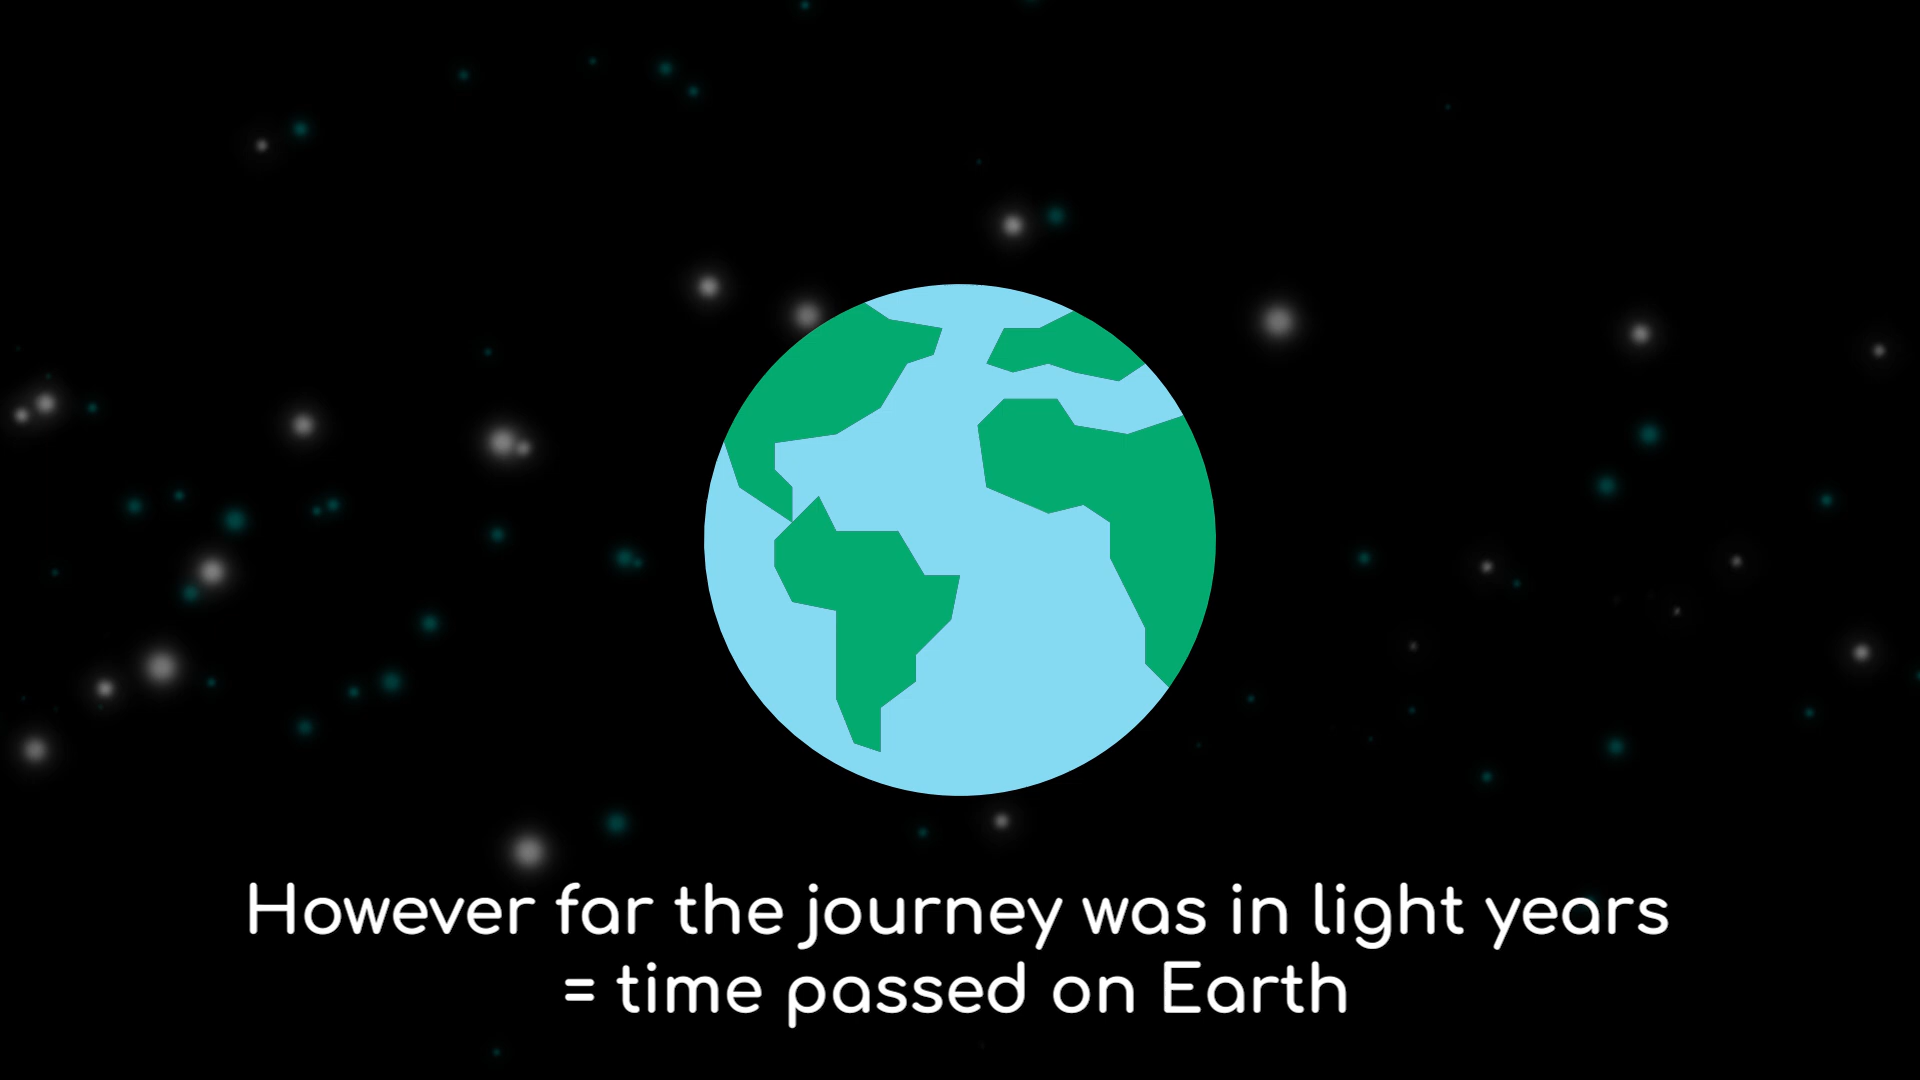 However far the journey was in light years
= time passed on Earth